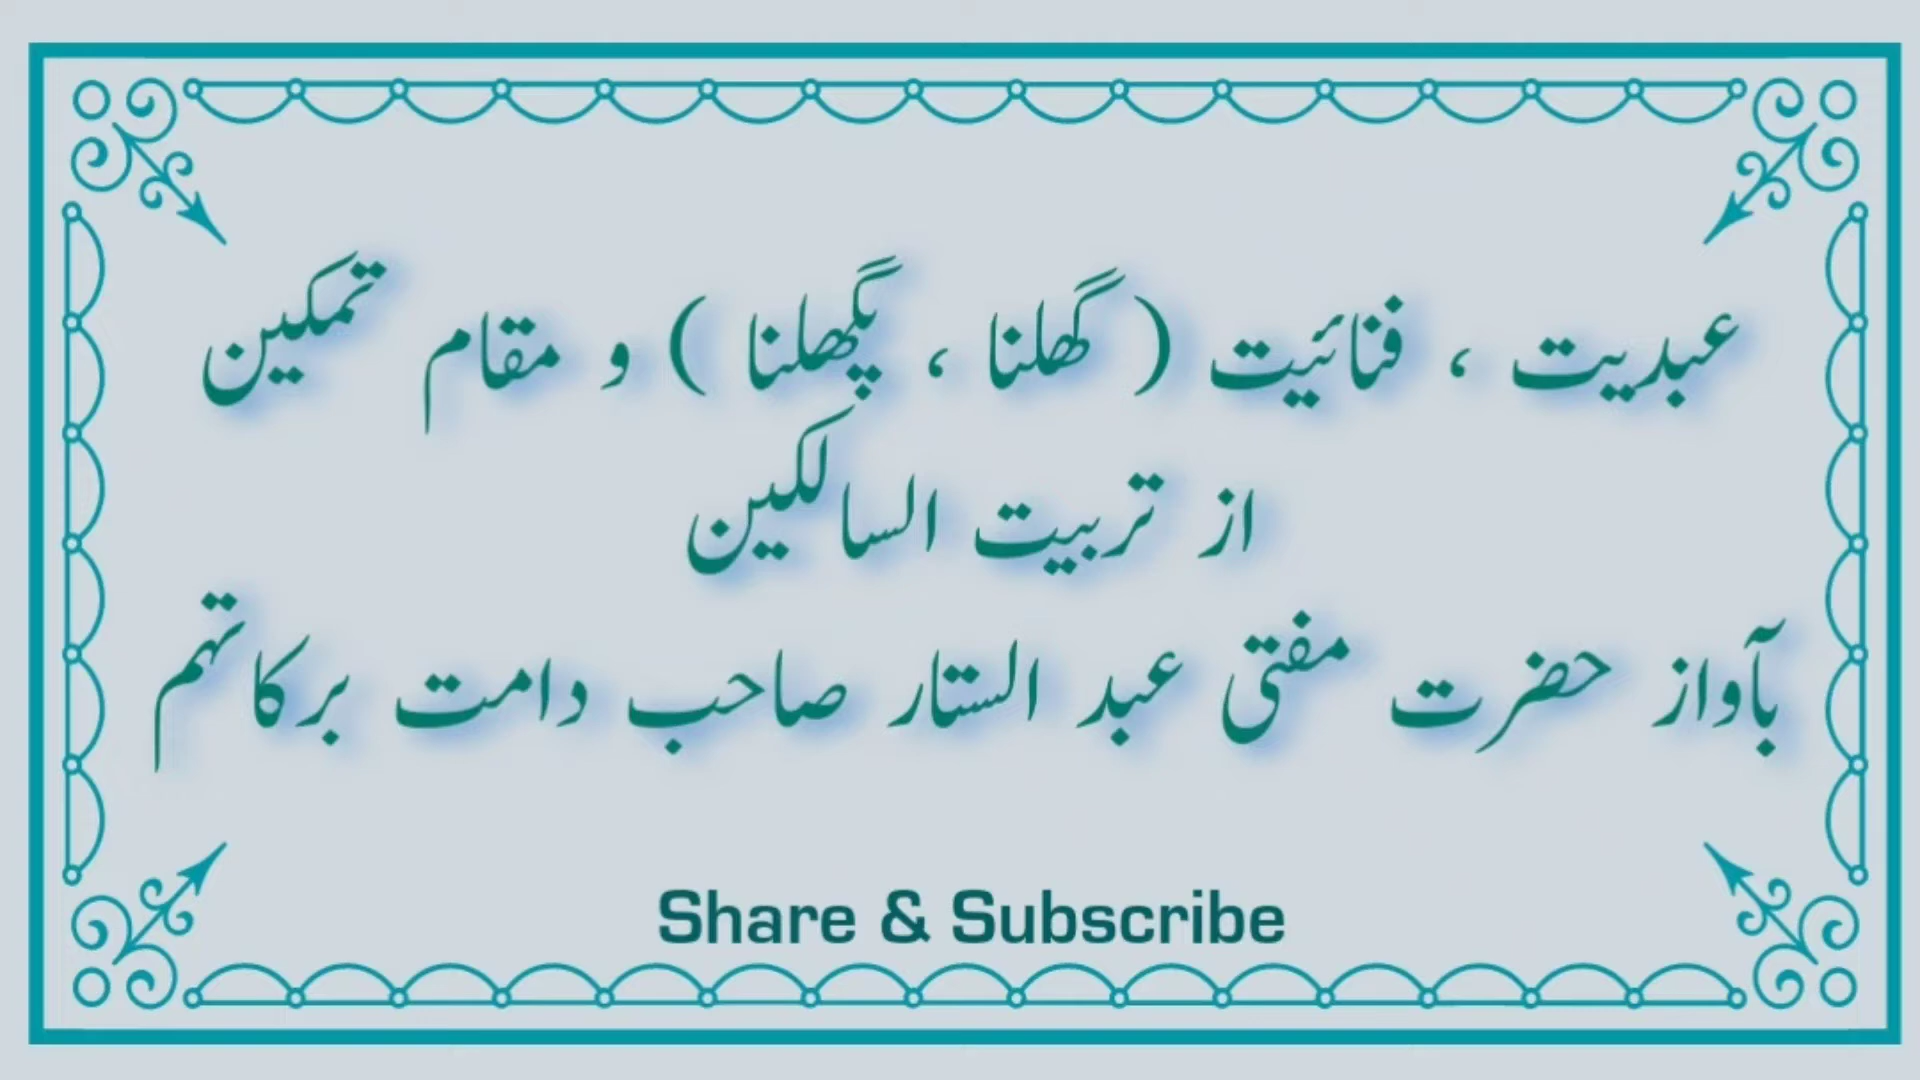 عبدیت ، فنائیت ( گھلنا ، پگھلنا ) و مقام تمکین
از تربیت السالکین
بآواز حضرت مفتی عبد الستار صاحب دامت برکاتہم
Share & Subscribe